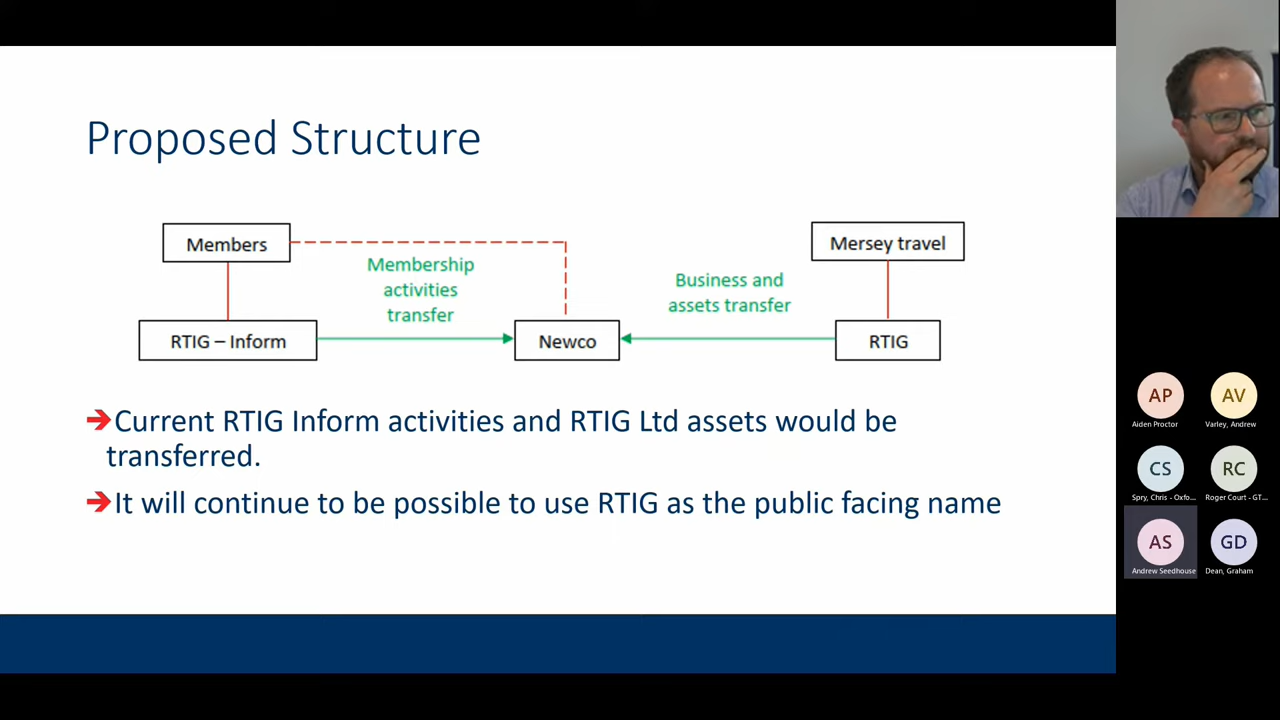 Proposed Structure
Members
Mersey travel
Membership
activities
transfer
Business and
assets transfer
RTIG – Inform
Newco
RTIG
Current RTIG Inform activities and RTIG Ltd assets would be
transferred.
It will continue to be possible to use RTIG as the public facing name
AP
AV
Aiden Proctor
Varley, Andrew
CS
RC
Spry, Chris - Oxfo...
Roger Court - GT...
AS
GD
Andrew Seedhouse
Dean, Graham